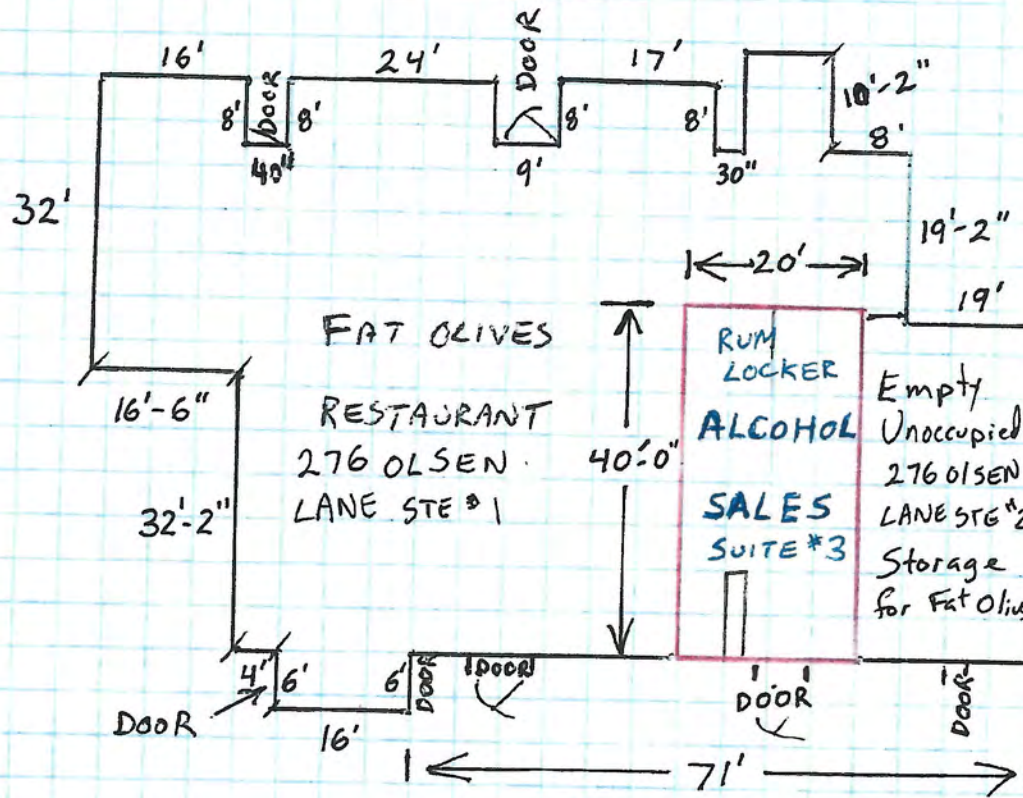 16'
24'
DOOR
17'
10'-2"
8'
DOOR
8'
8'
8'
8'
40"
9'
30"
32'
19'-2"
20'
19'
FAT OLIVES
RUM
LOCKER
16'-6"
RESTAURANT
276 OLSEN.
LANE STE #1
40'-0"
ALCOHOL
SALES
SUITE #3
Empty
Unoccupied
276 Olsen
LANE STE #2
Storage
for Fat Oliv
32'-2"
4'
6'
6'
DOOR
DOOR
DOOR
16'
DOOR
DOOR
71'